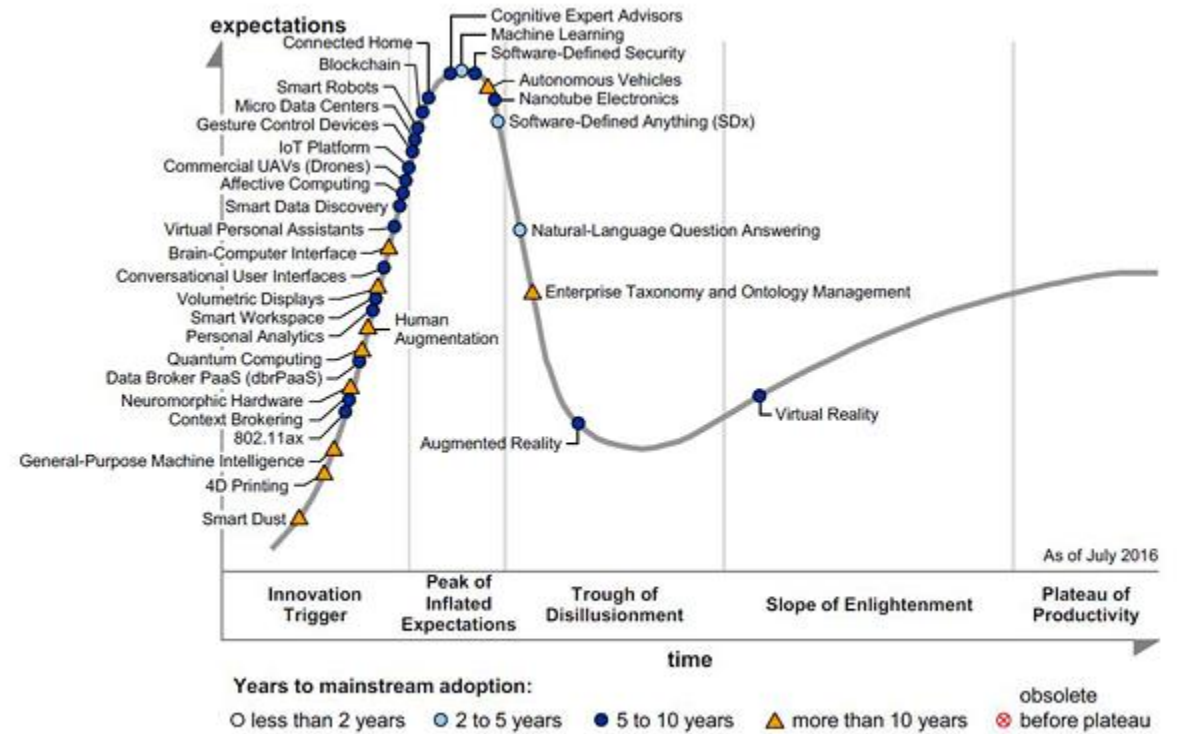 expectations
Connected Home
Blockchain
Smart Robots
Micro Data Centers
Gesture Control Devices
IoT Platform
Commercial UAVs (Drones)
Affective Computing
Smart Data Discovery
Virtual Personal Assistants
Brain-Computer Interface
Conversational User Interfaces
Volumetric Displays
Smart Workspace
Personal Analytics
Quantum Computing
Data Broker PaaS (dbrPaaS)
Neuromorphic Hardware
Context Brokering
802.11ax
General-Purpose Machine Intelligence
4D Printing
Smart Dust
Human
Augmentation
Cognitive Expert Advisors
Machine Learning
Software-Defined Security
Autonomous Vehicles
Nanotube Electronics
Software-Defined Anything (SDx)
Natural-Language Question Answering
Enterprise Taxonomy and Ontology Management
Augmented Reality
Virtual Reality
As of July 2016
Innovation
Trigger
Peak of
Inflated
Expectations
Trough of
Disillusionment
Slope of Enlightenment
Plateau of
Productivity
time
Years to mainstream adoption:
less than 2 years
2 to 5 years
5 to 10 years
more than 10 years
obsolete
before plateau